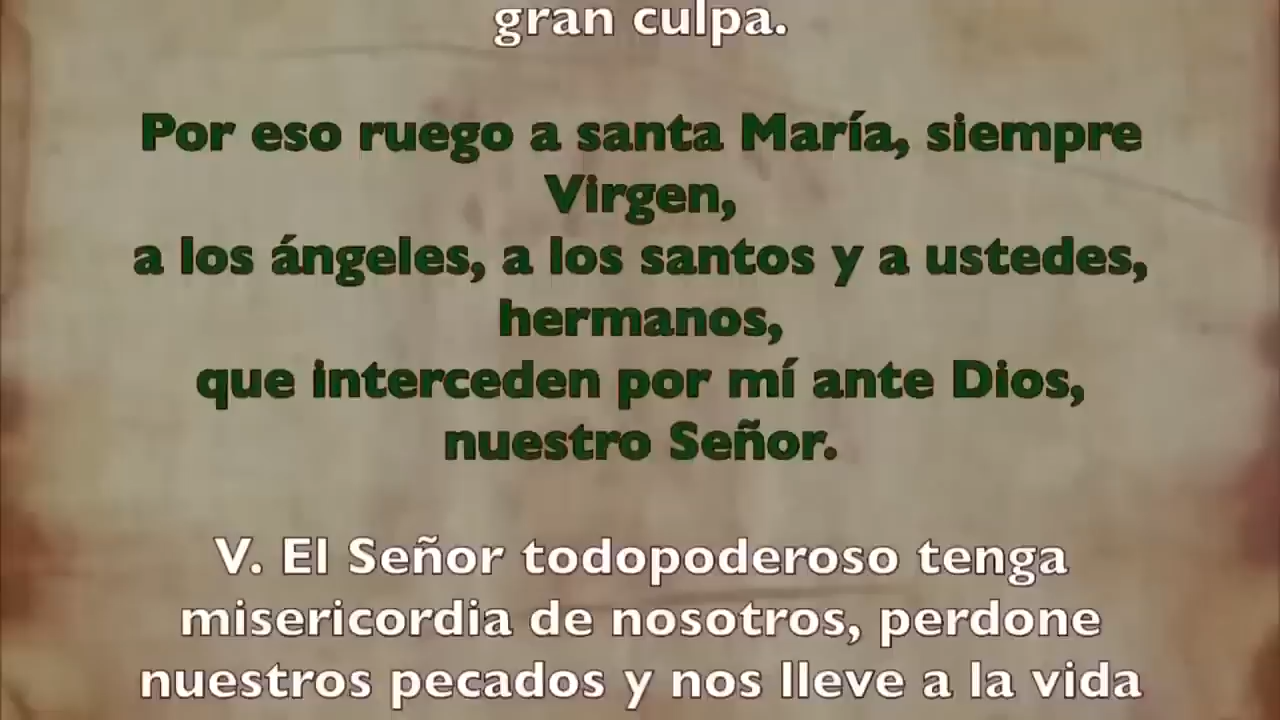 gran culpa.
Por eso ruego a santa María, siempre
Virgen,
a los ángeles, a los santos y a ustedes,
hermanos,
que interceden por mí ante Dios,
nuestro Señor.
V. El Señor todopoderoso tenga
misericordia de nosotros, perdone
nuestros pecados y nos lleve a la vida